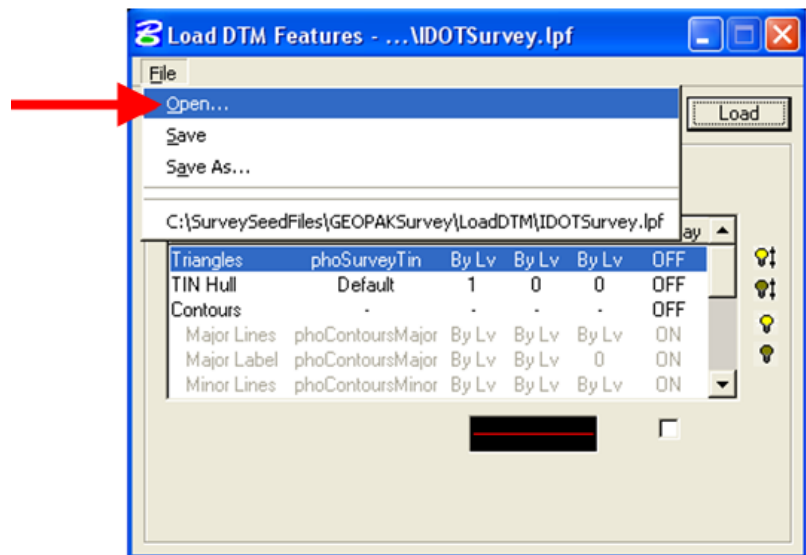 Load DTM Features - ...\IDOTSurvey.lpf
File
Open...
Load
Save
Save As...
C:\SurveySeedFiles\GEOPAKSurvey\LoadDTM\IDOTSurvey.lpf
ay
Triangles phoSurveyTin By Lv By Lv By Lv OFF
TIN Hull Default 1 0 0 OFF
Contours - - - - OFF
Major Lines phoContoursMajor By Lv By Lv By Lv ON
Major Label phoContoursMajor By Lv By Lv 0 ON
Minor Lines phoContoursMinor By Lv By Lv By Lv ON